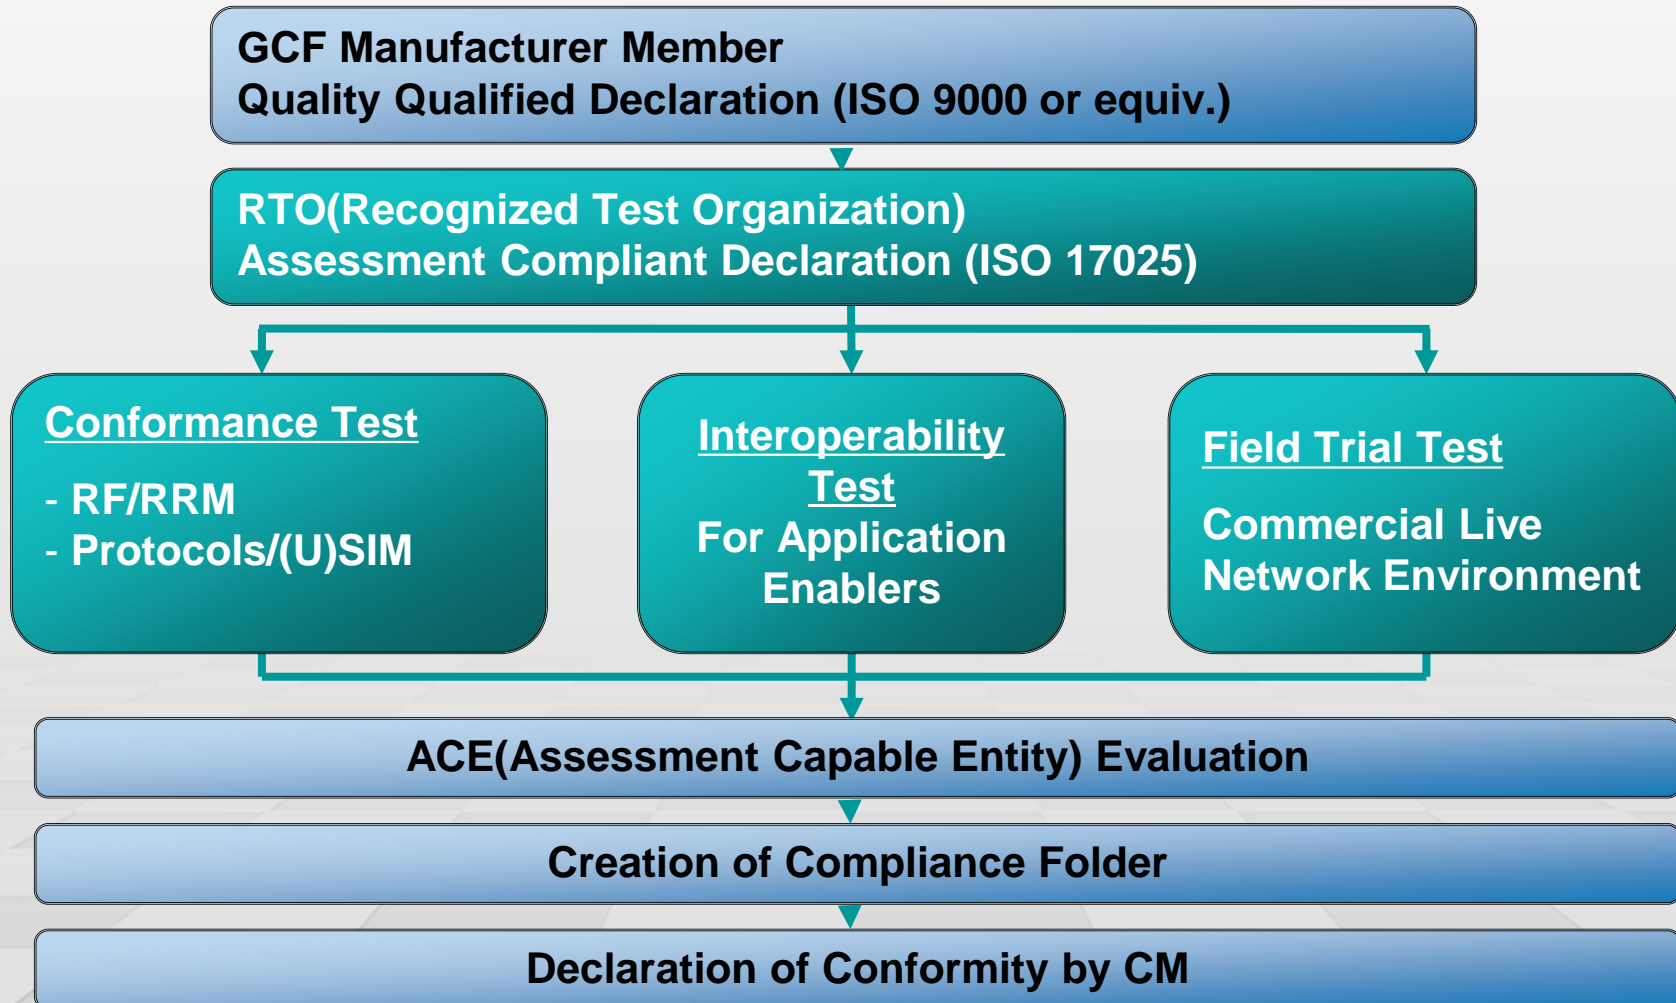 GCF Manufacturer Member
Quality Qualified Declaration (ISO 9000 or equiv.)
RTO(Recognized Test Organization)
Assessment Compliant Declaration (ISO 17025)
Conformance Test
- RF/RRM
- Protocols/(U)SIM
Interoperability
Test
For Application
Enablers
Field Trial Test
Commercial Live
Network Environment
ACE(Assessment Capable Entity) Evaluation
Creation of Compliance Folder
Declaration of Conformity by CM